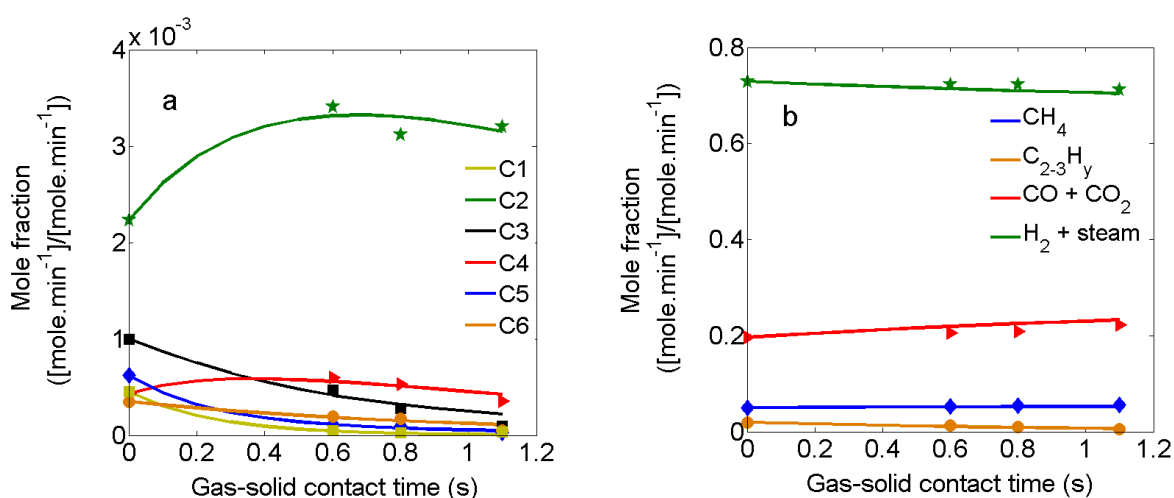 4 x 10⁻³
a
3
2
1
0
0 0.2 0.4 0.6 0.8 1 1.2
Gas-solid contact time (s)
Mole fraction
([mole.min⁻¹]/[mole.min⁻¹])
C1
C2
C3
C4
C5
C6
0.8
b
0.6
0.4
0.2
0
0 0.2 0.4 0.6 0.8 1 1.2
Gas-solid contact time (s)
Mole fraction
([mole.min⁻¹]/[mole.min⁻¹])
CH₄
C₂₋₃Hy
CO + CO₂
H₂ + steam